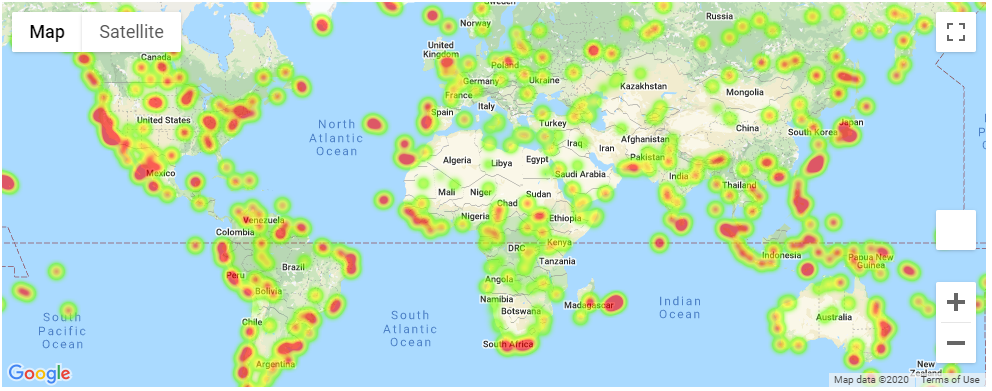 Map
Satellite
Russia
Norway
Canada
United
Kingdom
Poland
Germany
Ukraine
Kazakhstan
France
Mongolia
Italy
United States
Spain
North
Atlantic
Ocean
Turkey
China
South Korea
Japan
Iraq
Iran
Afghanistan
Pakistan
Algeria
Libya
Egypt
Mexico
Saudi Arabia
India
Mali
Niger
Sudan
Thailand
Chad
Venezuela
Nigeria
Ethiopia
Colombia
DRC
Kenya
Indonesia
Papua New
Guinea
Brazil
Tanzania
Peru
Angola
Bolivia
Namibia
Madagascar
Indian
Ocean
Botswana
South
Pacific
Ocean
South
Atlantic
Ocean
Chile
Australia
South Africa
Argentina
New
Zealand
Google
Map data ©2020
Terms of Use